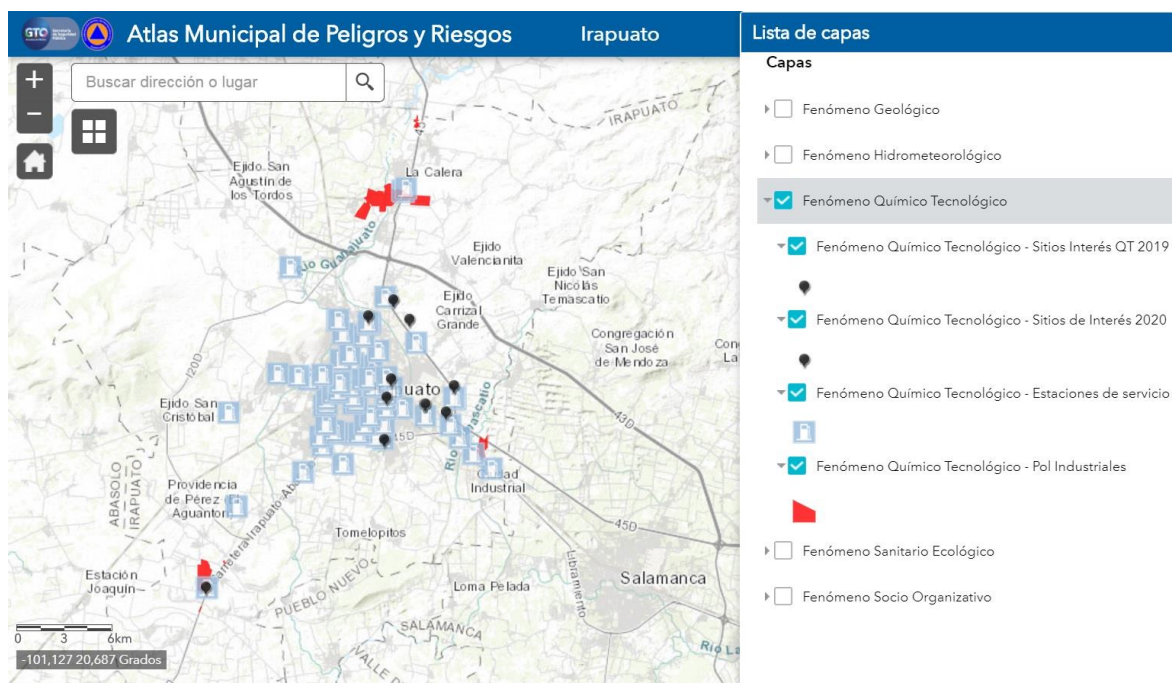 GTO
Atlas Municipal de Peligros y Riesgos
Irapuato
Lista de capas
Buscar dirección o lugar
Capas
Fenómeno Geológico
Fenómeno Hidrometeorológico
Fenómeno Químico Tecnológico
Fenómeno Químico Tecnológico - Sitios Interés QT 2019
Fenómeno Químico Tecnológico - Sitios de Interés 2020
Fenómeno Químico Tecnológico - Estaciones de servicio
Fenómeno Químico Tecnológico - Pol Industriales
Fenómeno Sanitario Ecológico
Fenómeno Socio Organizativo
IRAPUATO
La Calera
Ejido San
Agustín de
los Tordos
Ejido
Valencianita
Ejido San
Nicolás
Temascatío
Ejido
Carrizal
Grande
Congregación
San José
de Mendoza
120D
uato
43D
Ejido San
Cristóbal
45D
ABASOLO
IRAPUATO
Providencia
de Pérez
Aguanton
Industrial
45D
Tomelopitos
Estación
Joaquín
Loma Pelada
Libramiento
Salamanca
PUEBLO NUEVO
SALAMANCA
VALLE DE
0 3 6km
-101,127 20,687 Grados